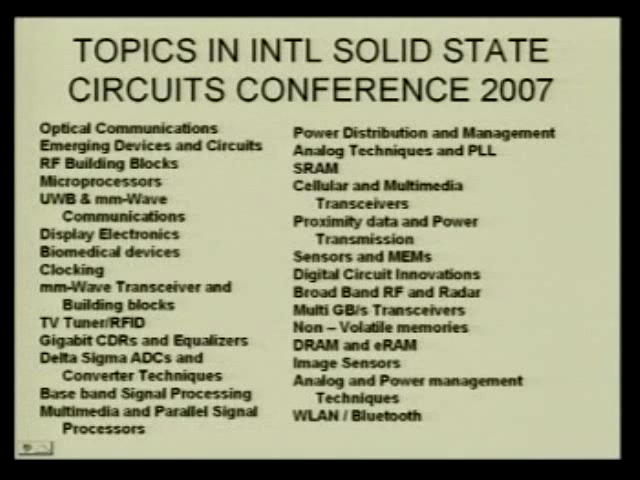 TOPICS IN INTL SOLID STATE
CIRCUITS CONFERENCE 2007
Optical Communications
Emerging Devices and Circuits
RF Building Blocks
Microprocessors
UWB & mm-Wave
Communications
Display Electronics
Biomedical devices
Clocking
mm-Wave Transceiver and
Building blocks
TV Tuner/RFID
Gigabit CDRs and Equalizers
Delta Sigma ADCs and
Converter Techniques
Base band Signal Processing
Multimedia and Parallel Signal
Processors
Power Distribution and Management
Analog Techniques and PLL
SRAM
Cellular and Multimedia
Transceivers
Proximity data and Power
Transmission
Sensors and MEMs
Digital Circuit Innovations
Broad Band RF and Radar
Multi GB/s Transceivers
Non – Volatile memories
DRAM and eRAM
Image Sensors
Analog and Power management
Techniques
WLAN / Bluetooth